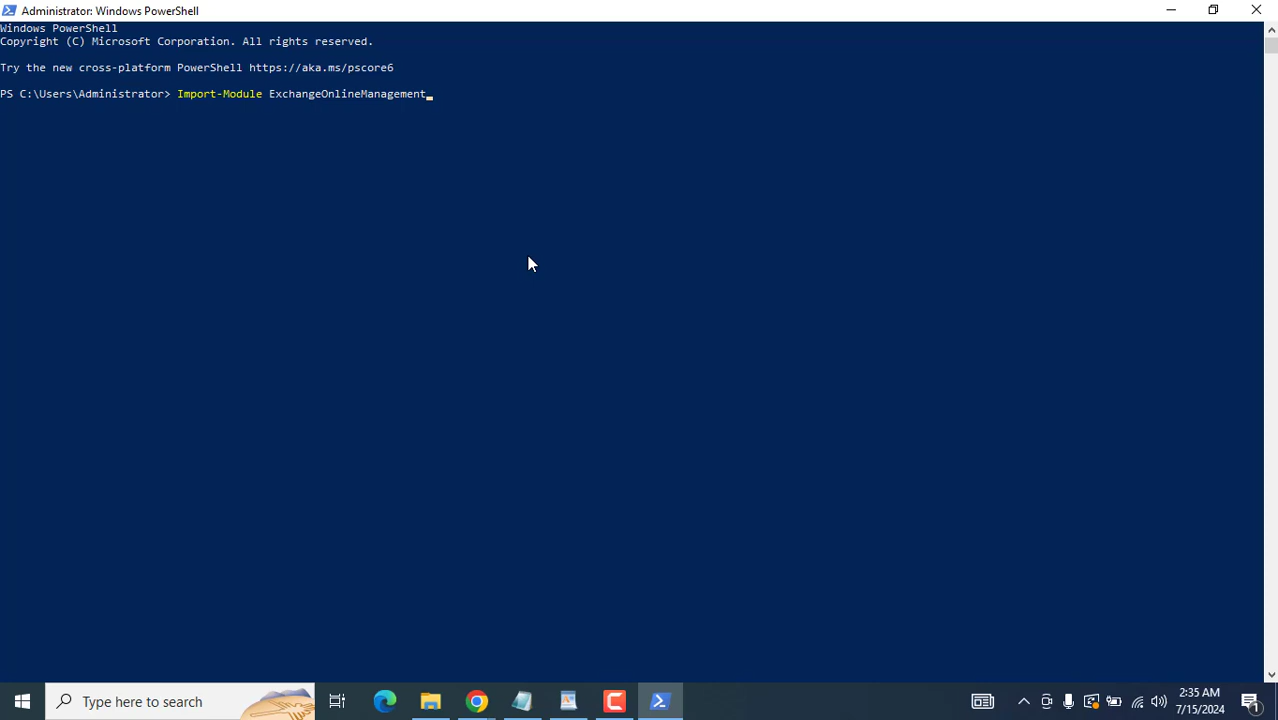 Administrator: Windows PowerShell
Windows PowerShell
Copyright (C) Microsoft Corporation. All rights reserved.
Try the new cross-platform PowerShell https://aka.ms/pscore6
PS C:\Users\Administrator> Import-Module ExchangeOnlineManagement
Type here to search
2:35 AM
7/15/2024
1